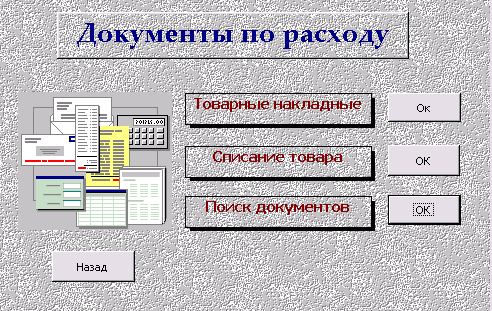 Документы по расходу
Товарные накладные
Ок
Списание товара
ОК
Поиск документов
ОК
Назад